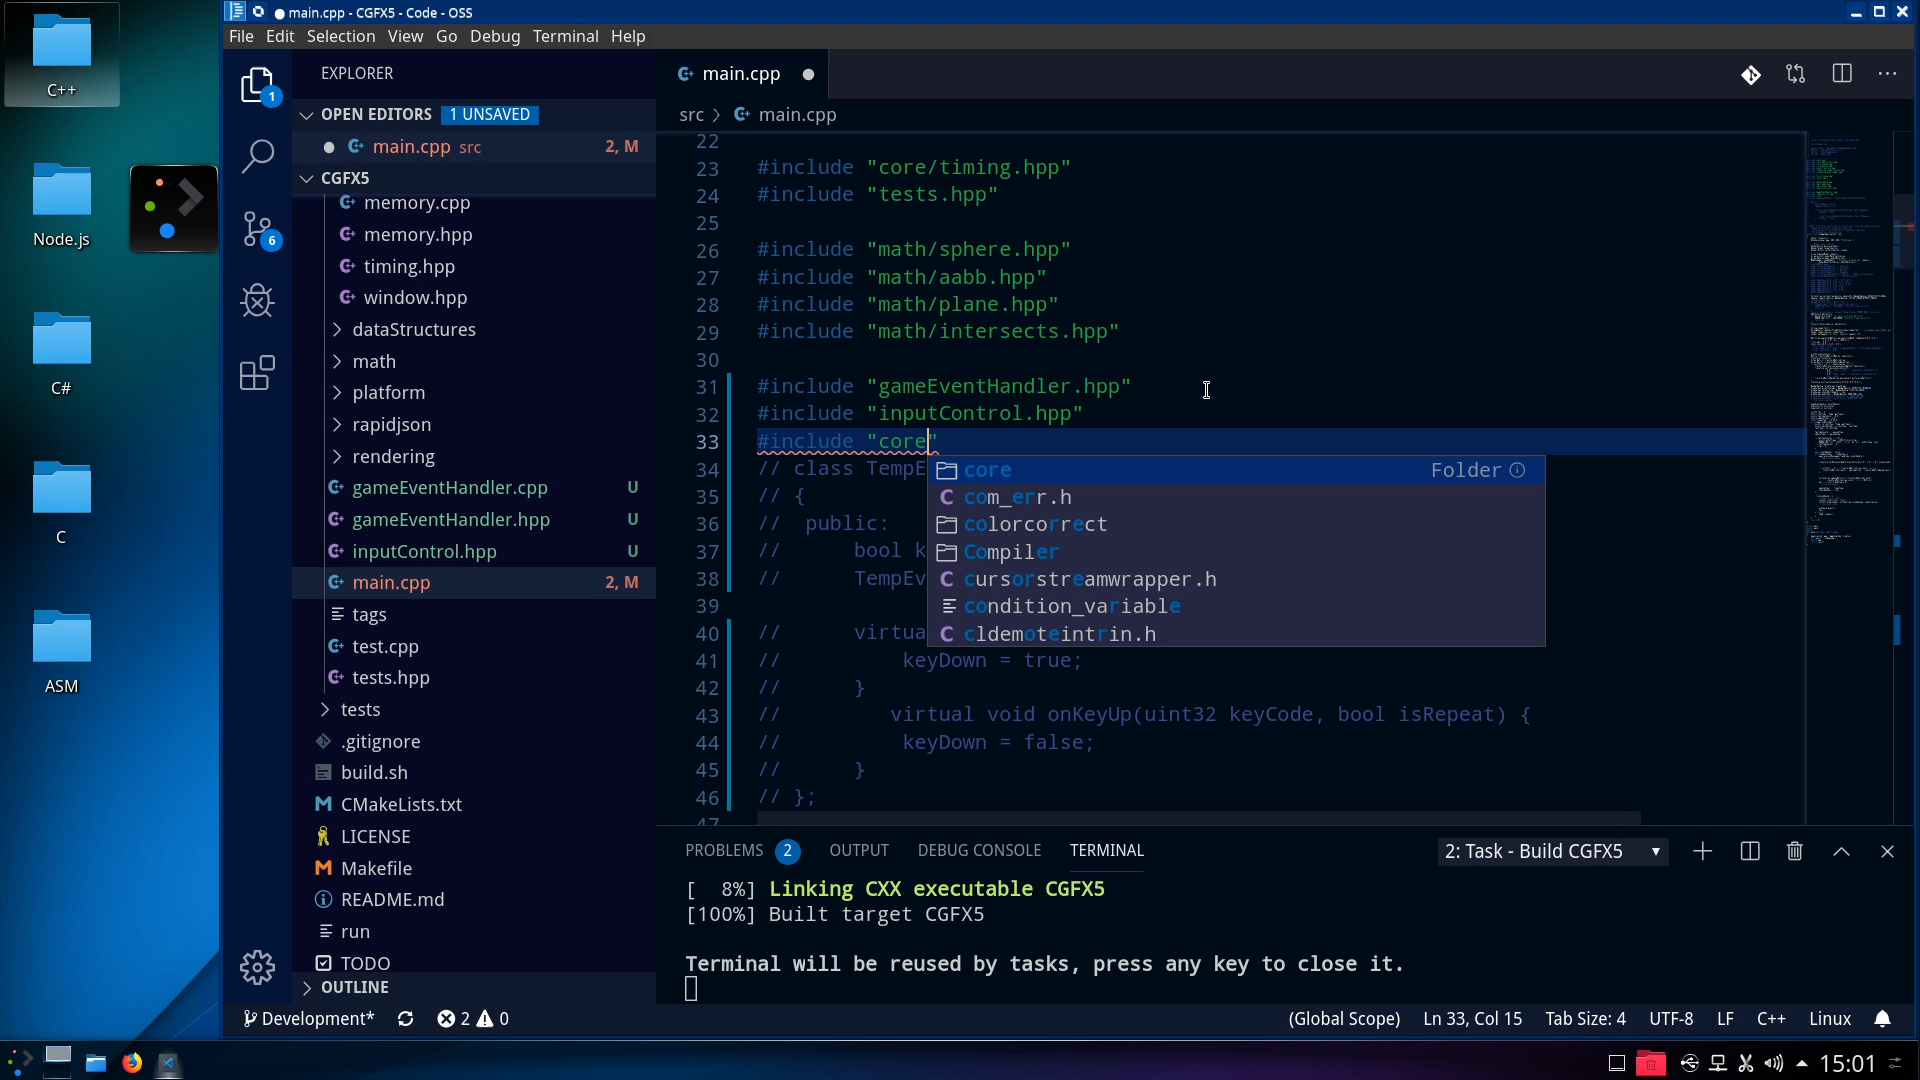 main.cpp - CGFX5 - Code - OSS
File Edit Selection View Go Debug Terminal Help
C++
Node.js
C#
C
ASM
1
6
EXPLORER
OPEN EDITORS 1 UNSAVED
main.cpp src 2, M
CGFX5
memory.cpp
memory.hpp
timing.hpp
window.hpp
dataStructures
math
platform
rapidjson
rendering
gameEventHandler.cpp U
gameEventHandler.hpp U
inputControl.hpp U
main.cpp 2, M
tags
test.cpp
tests.hpp
tests
.gitignore
build.sh
CMakeLists.txt
LICENSE
Makefile
README.md
run
TODO
OUTLINE
main.cpp
src > main.cpp
22
23 #include "core/timing.hpp"
24 #include "tests.hpp"
25
26 #include "math/sphere.hpp"
27 #include "math/aabb.hpp"
28 #include "math/plane.hpp"
29 #include "math/intersects.hpp"
30
31 #include "gameEventHandler.hpp"
32 #include "inputControl.hpp"
33 #include "core"
34 // class TempE
35 // {
36 // public:
37 // bool k
38 // TempEv
39
40 // virtua
41 // keyDown = true;
42 // }
43 // virtual void onKeyUp(uint32 keyCode, bool isRepeat) {
44 // keyDown = false;
45 // }
46 // };
47
core Folder
com_err.h
colorcorrect
Compiler
cursorstreamwrapper.h
condition_variable
cldemoteintrin.h
PROBLEMS 2 OUTPUT DEBUG CONSOLE TERMINAL 2: Task - Build CGFX5
[ 8%] Linking CXX executable CGFX5
[100%] Built target CGFX5
Terminal will be reused by tasks, press any key to close it.
Development* 2 0 (Global Scope) Ln 33, Col 15 Tab Size: 4 UTF-8 LF C++ Linux
15:01